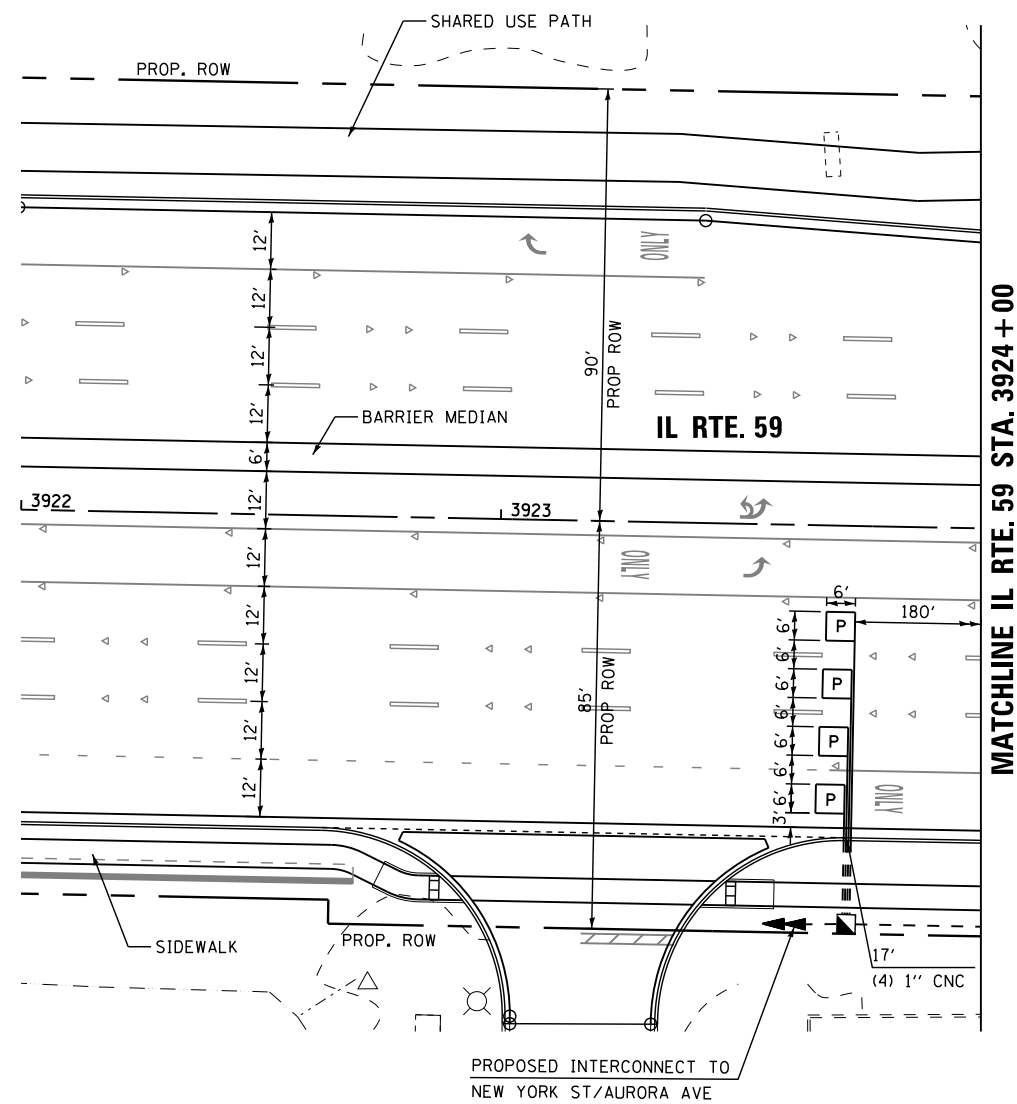 SHARED USE PATH
PROP. ROW
12'
ONLY
12'
12'
90'
PROP ROW
12'
BARRIER MEDIAN
IL RTE. 59
6'
12'
3922
3923
12'
ONLY
6'
180'
12'
P
6'
6'
12'
P
6'
85'
PROP ROW
6'
12'
P
6'
6'
12'
P
6'
ONLY
3'
SIDEWALK
PROP. ROW
17'
(4) 1" CNC
PROPOSED INTERCONNECT TO
NEW YORK ST/AURORA AVE
MATCHLINE IL RTE. 59 STA. 3924+00